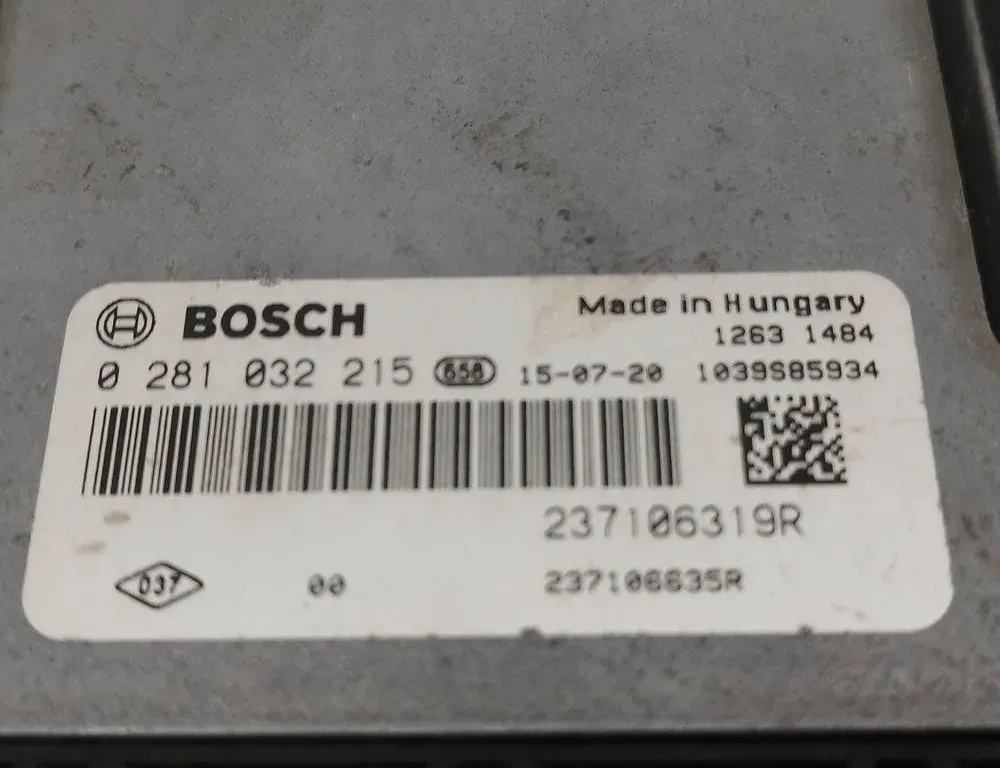 BOSCH
Made in Hungary
1263 1484
0 281 032 215 658 15-07-20 1039S85934
237106319R
037 00 237106635R